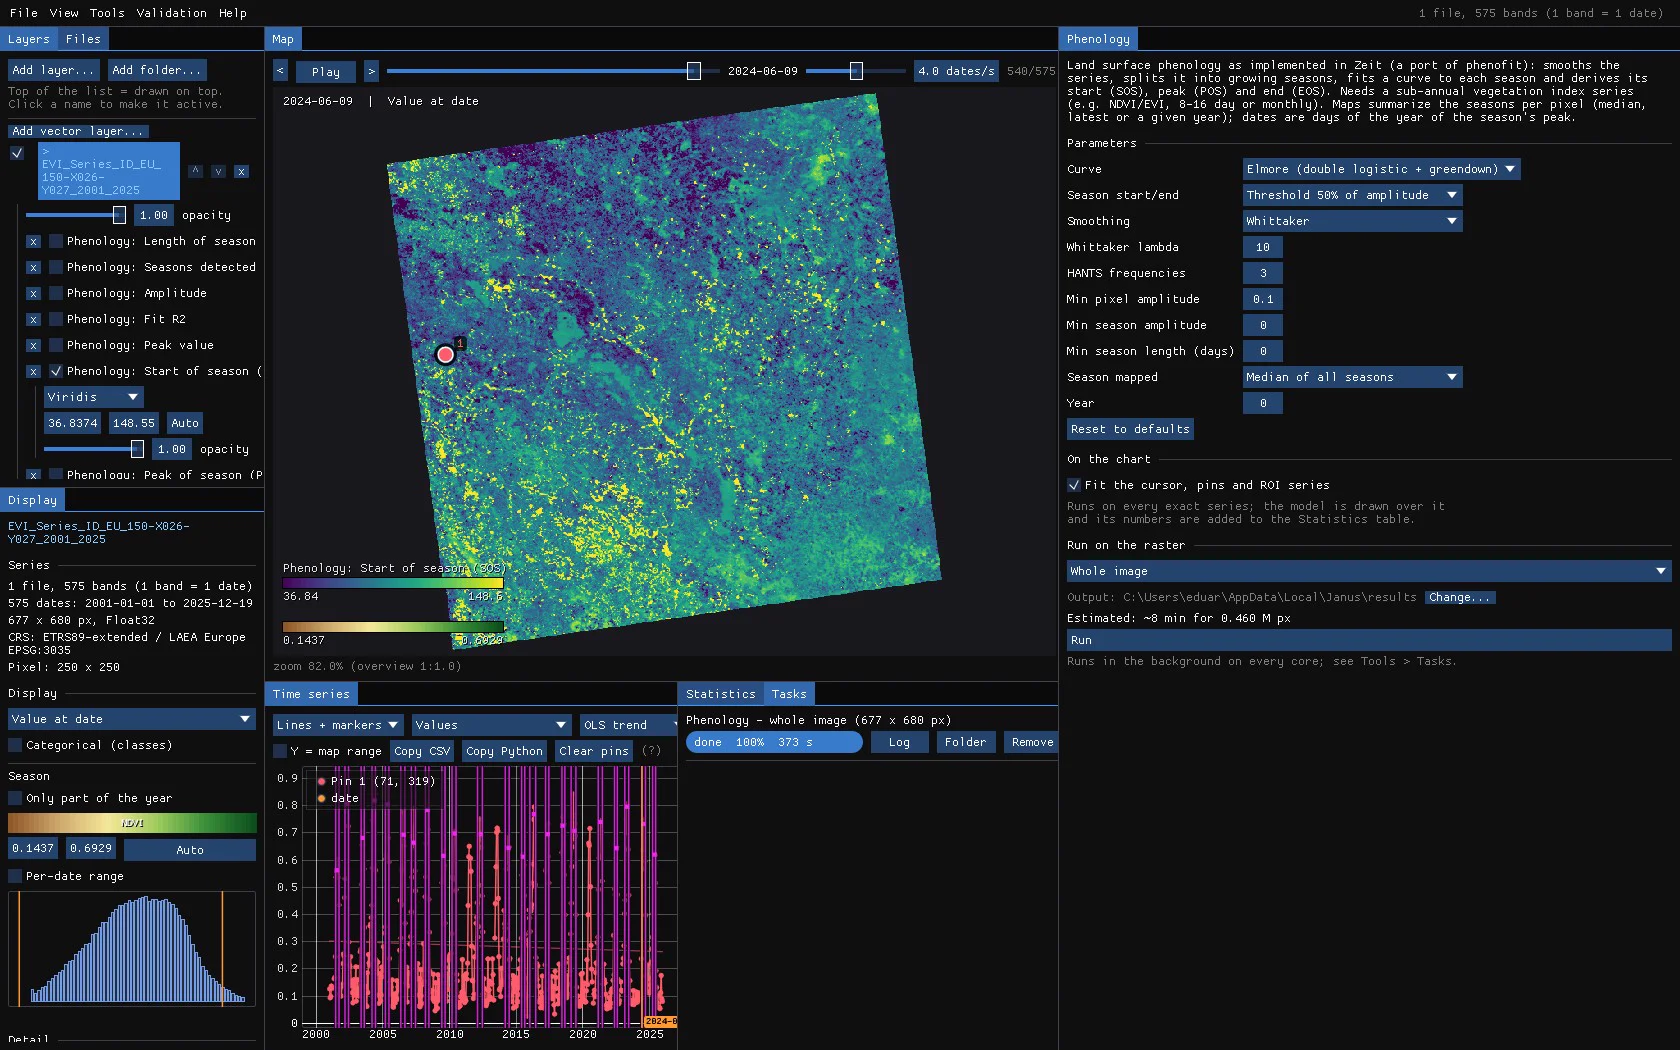 File View Tools Validation Help
1 file, 575 bands (1 band = 1 date)
Layers Files
Add layer... Add folder...
Top of the list = drawn on top.
Click a name to make it active.
Add vector layer...
>
EVI_Series_ID_EU_
150-X026-
Y027_2001_2025
^ v x
1.00 opacity
x Phenology: Length of season
x Phenology: Seasons detected
x Phenology: Amplitude
x Phenology: Fit R2
x Phenology: Peak value
x Phenology: Start of season (
Viridis
36.8374 148.55 Auto
1.00 opacity
x Phenology: Peak of season (P
Display
EVI_Series_ID_EU_150-X026-
Y027_2001_2025
Series
1 file, 575 bands (1 band = 1 date)
575 dates: 2001-01-01 to 2025-12-19
677 x 680 px, Float32
CRS: ETRS89-extended / LAEA Europe
EPSG:3035
Pixel: 250 x 250
Display
Value at date
Categorical (classes)
Season
Only part of the year
NDVI
0.1437 0.6929 Auto
Per-date range
Detail
Map
< Play > 2024-06-09 4.0 dates/s 540/575
2024-06-09 | Value at date
1
Phenology: Start of season (SOS)
36.84 148.5
0.1437 0.6929
zoom 82.0% (overview 1:1.0)
Time series
Lines + markers Values OLS trend
Y = map range Copy CSV Copy Python Clear pins (?)
Pin 1 (71, 319)
date
0.9
0.8
0.7
0.6
0.5
0.4
0.3
0.2
0.1
0
2024-0
2000 2005 2010 2015 2020 2025
Statistics Tasks
Phenology - whole image (677 x 680 px)
done 100% 373 s Log Folder Remove
Phenology
Land surface phenology as implemented in Zeit (a port of phenofit): smooths the
series, splits it into growing seasons, fits a curve to each season and derives its
start (SOS), peak (POS) and end (EOS). Needs a sub-annual vegetation index series
(e.g. NDVI/EVI, 8-16 day or monthly). Maps summarize the seasons per pixel (median,
latest or a given year); dates are days of the year of the season's peak.
Parameters
Curve Elmore (double logistic + greendown)
Season start/end Threshold 50% of amplitude
Smoothing Whittaker
Whittaker lambda 10
HANTS frequencies 3
Min pixel amplitude 0.1
Min season amplitude 0
Min season length (days) 0
Season mapped Median of all seasons
Year 0
Reset to defaults
On the chart
Fit the cursor, pins and ROI series
Runs on every exact series; the model is drawn over it
and its numbers are added to the Statistics table.
Run on the raster
Whole image
Output: C:\Users\eduar\AppData\Local\Janus\results Change...
Estimated: ~8 min for 0.460 M px
Run
Runs in the background on every core; see Tools > Tasks.